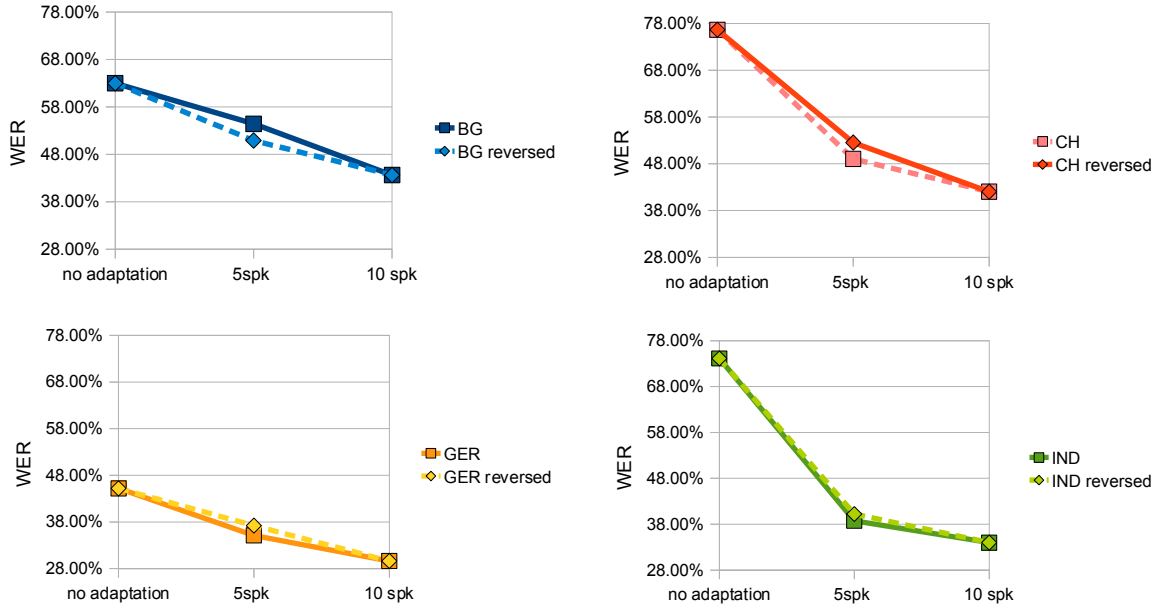 78.00%
68.00%
58.00%
48.00%
38.00%
28.00%
WER
no adaptation 5spk 10 spk
BG
BG reversed
78.00%
68.00%
58.00%
48.00%
38.00%
28.00%
WER
no adaptation 5spk 10 spk
CH
CH reversed
78.00%
68.00%
58.00%
48.00%
38.00%
28.00%
WER
no adaptation 5spk 10 spk
GER
GER reversed
78.00%
68.00%
58.00%
48.00%
38.00%
28.00%
WER
no adaptation 5spk 10 spk
IND
IND reversed